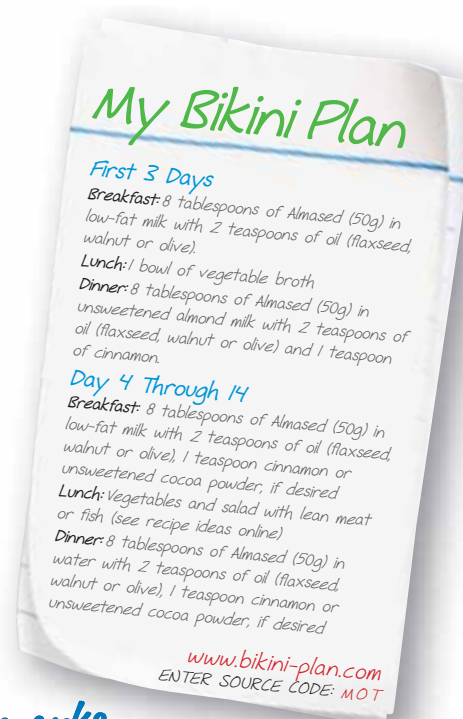 My Bikini Plan
First 3 Days
Breakfast: 8 tablespoons of Almased (50g) in
low-fat milk with 2 teaspoons of oil (flaxseed,
walnut or olive).
Lunch: 1 bowl of vegetable broth
Dinner: 8 tablespoons of Almased (50g) in
unsweetened almond milk with 2 teaspoons of
oil (flaxseed, walnut or olive) and 1 teaspoon
of cinnamon.
Day 4 Through 14
Breakfast: 8 tablespoons of Almased (50g) in
low-fat milk with 2 teaspoons of oil (flaxseed,
walnut or olive), 1 teaspoon cinnamon or
unsweetened cocoa powder, if desired
Lunch: Vegetables and salad with lean meat
or fish (see recipe ideas online)
Dinner: 8 tablespoons of Almased (50g) in
water with 2 teaspoons of oil (flaxseed,
walnut or olive), 1 teaspoon cinnamon or
unsweetened cocoa powder, if desired
www.bikini-plan.com
ENTER SOURCE CODE: MOT